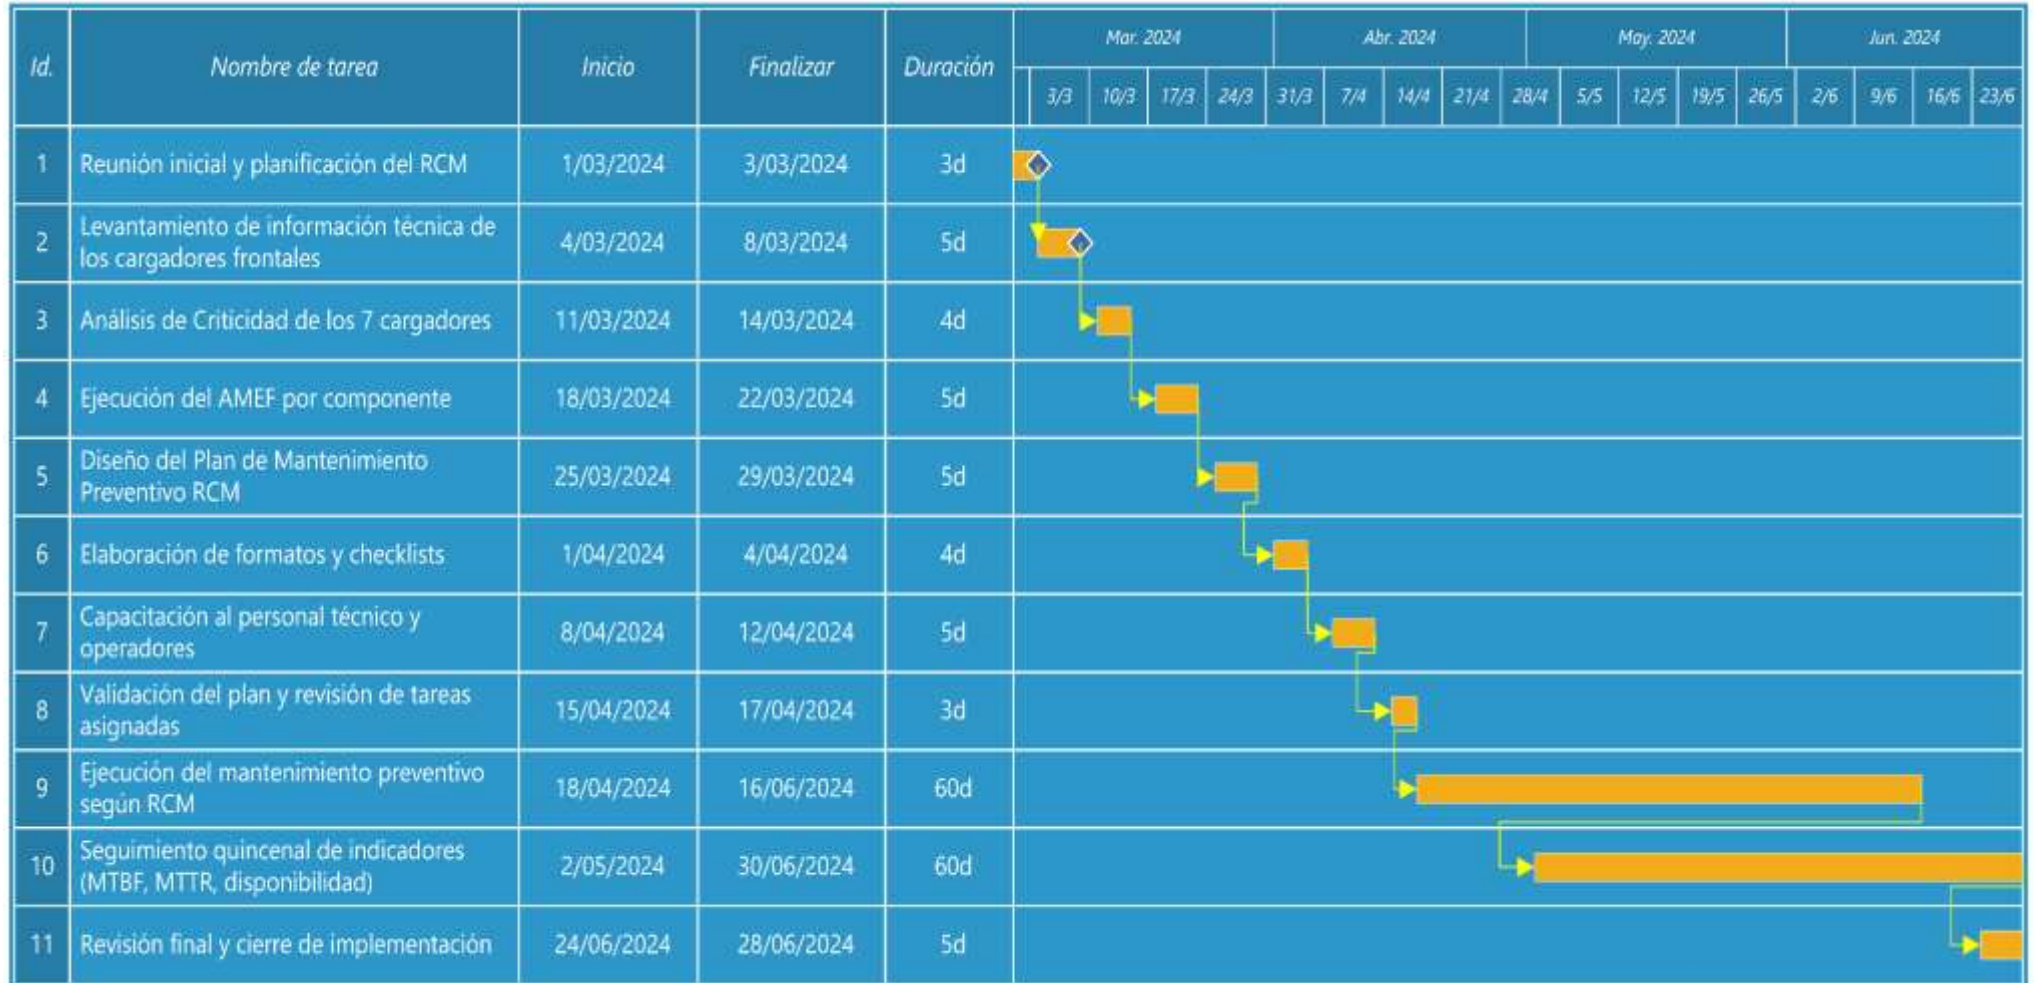 Id. Nombre de tarea Inicio Finalizar Duración Mar. 2024 Abr. 2024 May. 2024 Jun. 2024
3/3 10/3 17/3 24/3 31/3 7/4 14/4 21/4 28/4 5/5 12/5 19/5 26/5 2/6 9/6 16/6 23/6
1 Reunión inicial y planificación del RCM 1/03/2024 3/03/2024 3d
2 Levantamiento de información técnica de
los cargadores frontales 4/03/2024 8/03/2024 5d
3 Análisis de Criticidad de los 7 cargadores 11/03/2024 14/03/2024 4d
4 Ejecución del AMEF por componente 18/03/2024 22/03/2024 5d
5 Diseño del Plan de Mantenimiento
Preventivo RCM 25/03/2024 29/03/2024 5d
6 Elaboración de formatos y checklists 1/04/2024 4/04/2024 4d
7 Capacitación al personal técnico y
operadores 8/04/2024 12/04/2024 5d
8 Validación del plan y revisión de tareas
asignadas 15/04/2024 17/04/2024 3d
9 Ejecución del mantenimiento preventivo
según RCM 18/04/2024 16/06/2024 60d
10 Seguimiento quincenal de indicadores
(MTBF, MTTR, disponibilidad) 2/05/2024 30/06/2024 60d
11 Revisión final y cierre de implementación 24/06/2024 28/06/2024 5d